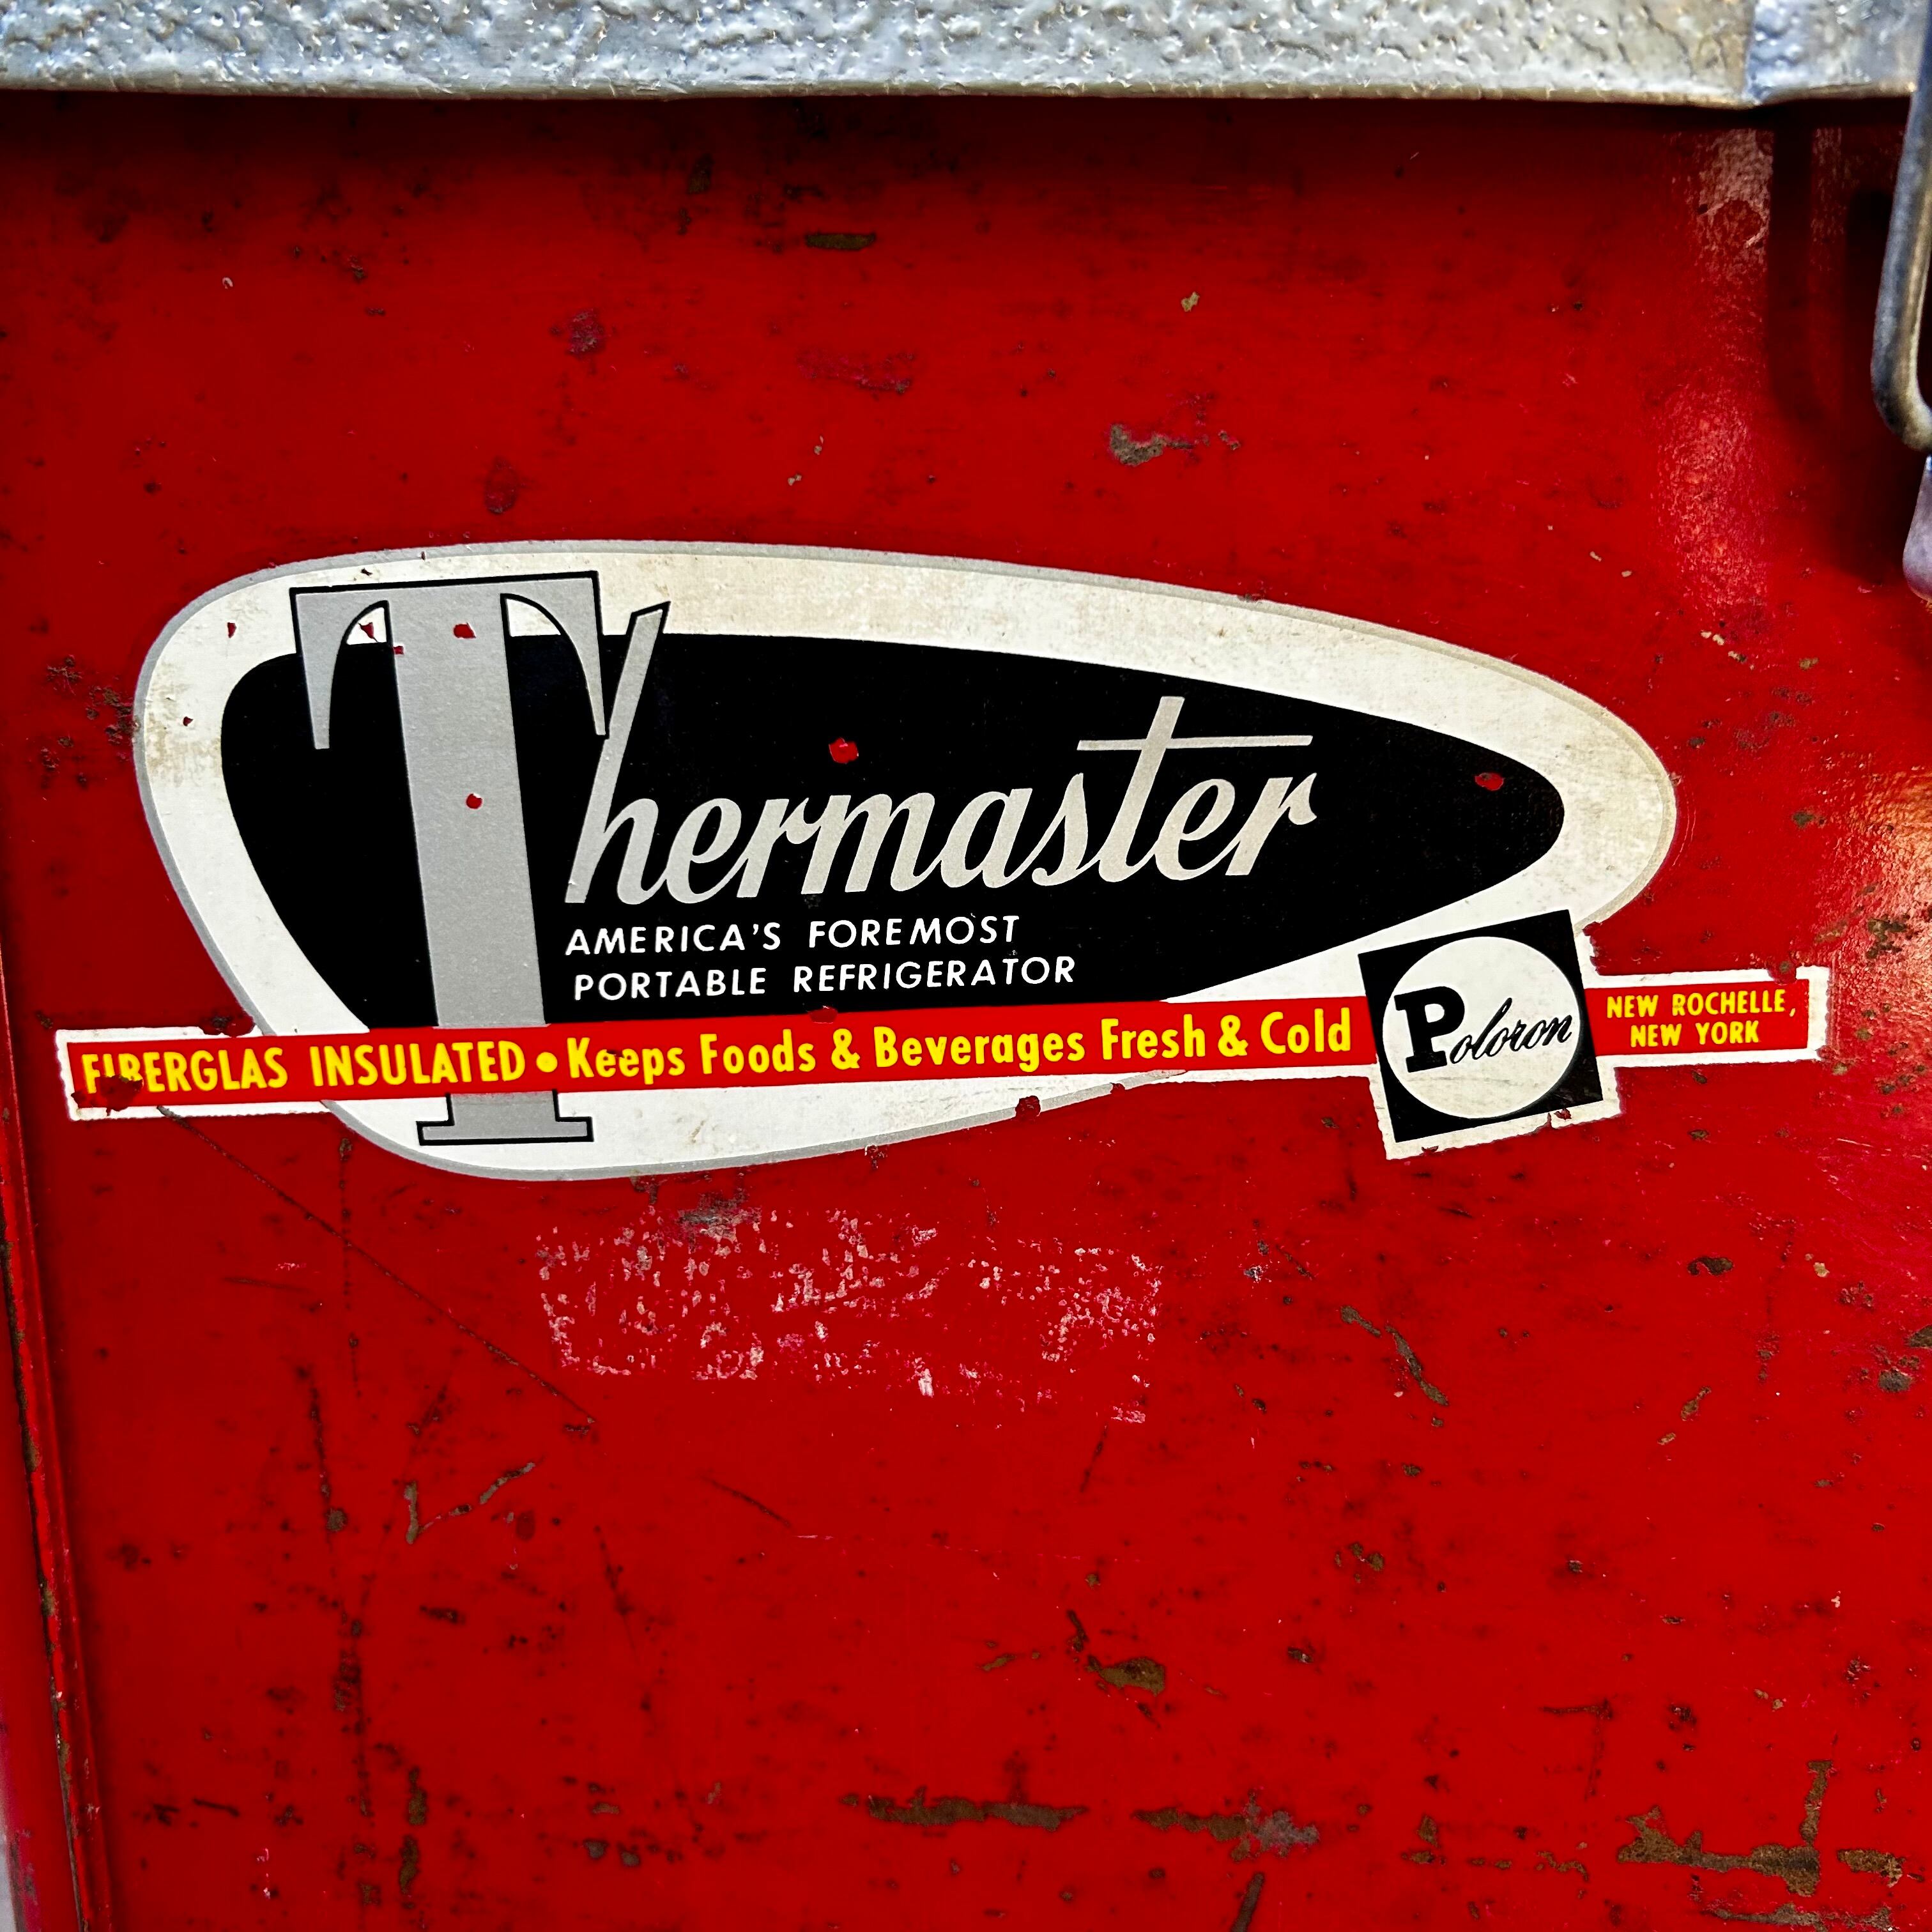 Thermaster
AMERICA'S FOREMOST
PORTABLE REFRIGERATOR
FIBERGLAS INSULATED • Keeps Foods & Beverages Fresh & Cold
Poloron
NEW ROCHELLE,
NEW YORK